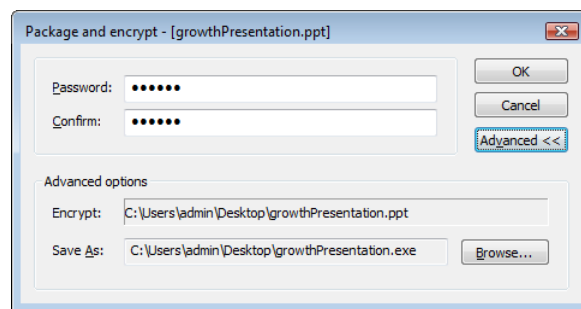 Package and encrypt - [growthPresentation.ppt]
Password: ●●●●●●
OK
Confirm: ●●●●●●
Cancel
Advanced <<
Advanced options
Encrypt: C:\Users\admin\Desktop\growthPresentation.ppt
Save As: C:\Users\admin\Desktop\growthPresentation.exe
Browse...